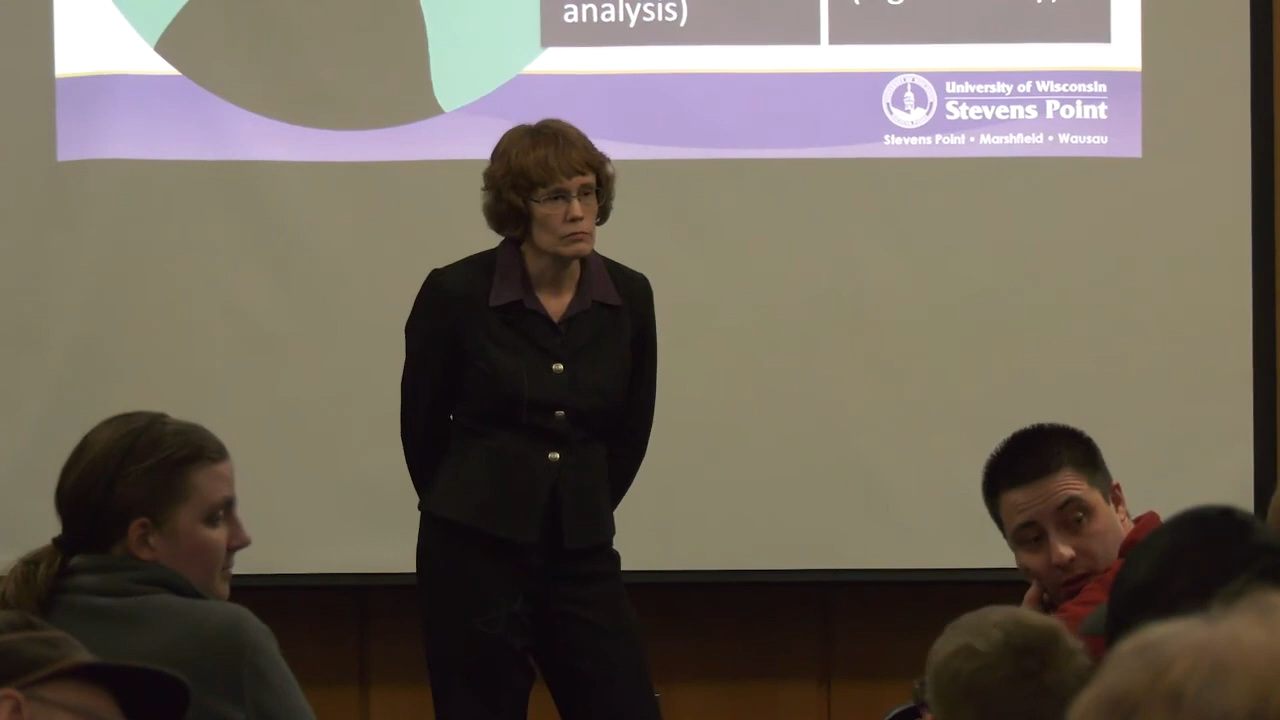 analysis)
University of Wisconsin
Stevens Point
Stevens Point • Marshfield • Wausau